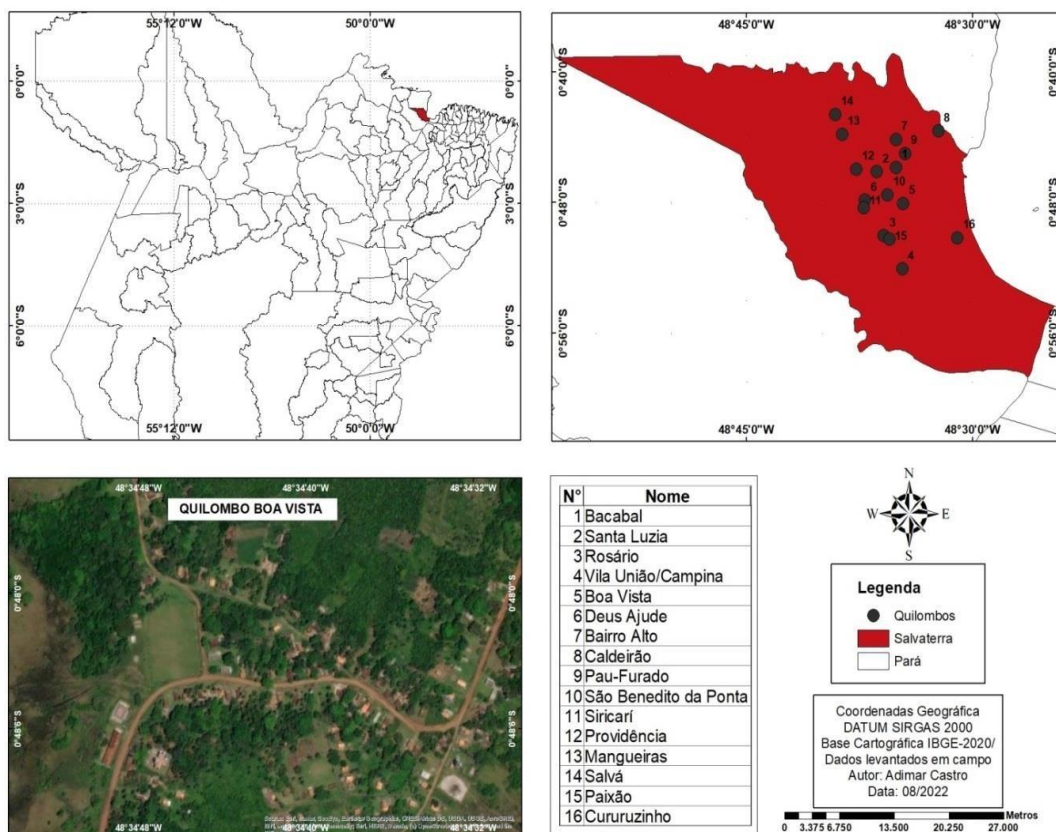 55°12'0"W 50°0'0"W
0°0'0"
3°0'0"S
6°0'0"S
0°0'0"
3°0'0"S
6°0'0"S
55°12'0"W 50°0'0"W
48°45'0"W 48°30'0"W
0°40'0"S
0°48'0"S
0°56'0"S
14
13
7
8
9
12
2
1
10
6
11
5
3
15
16
4
0°40'0"S
0°48'0"S
0°56'0"S
48°45'0"W 48°30'0"W
48°34'48"W 48°34'40"W 48°34'32"W
QUILOMBO BOA VISTA
0°48'0"S
0°48'6"S
0°48'0"S
0°48'6"S
48°34'48"W 48°34'40"W 48°34'32"W
N° Nome
1 Bacabal
2 Santa Luzia
3 Rosário
4 Vila União/Campina
5 Boa Vista
6 Deus Ajude
7 Bairro Alto
8 Caldeirão
9 Pau-Furado
10 São Benedito da Ponta
11 Siricarí
12 Providência
13 Mangueiras
14 Salvá
15 Paixão
16 Cururuzinho
N
W E
S
Legenda
Quilombos
Salvaterra
Pará
Coordenadas Geográfica
DATUM SIRGAS 2000
Base Cartográfica IBGE-2020/
Dados levantados em campo
Autor: Adimar Castro
Data: 08/2022
Metros
0 3.375 6.750 13.500 20.250 27.000